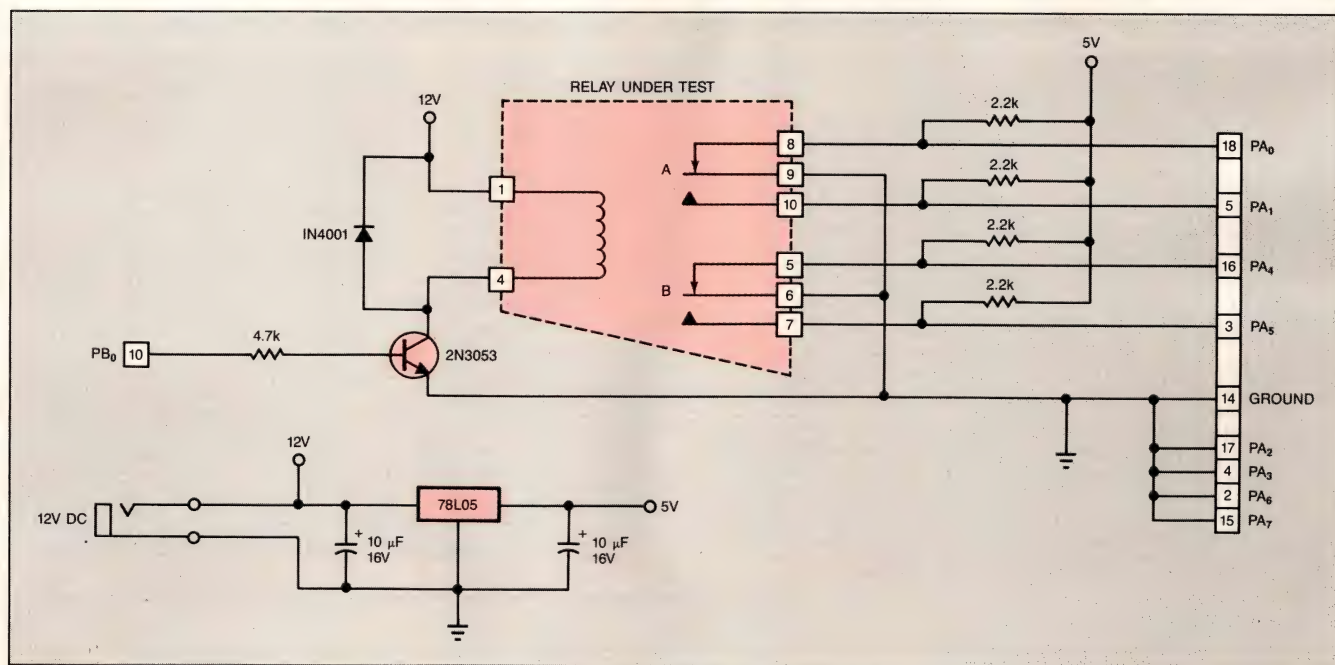 5V
RELAY UNDER TEST
12V
2.2k
8
18 PA₀
A
9
2.2k
10
5 PA₁
1
2.2k
IN4001
5
16 PA₄
B
6
2.2k
4
7
3 PA₅
4.7k
2N3053
PB₀ 10
14 GROUND
12V
17 PA₂
4 PA₃
78L05
5V
2 PA₆
12V DC
+ 10 μF
16V
+ 10 μF
16V
15 PA₇